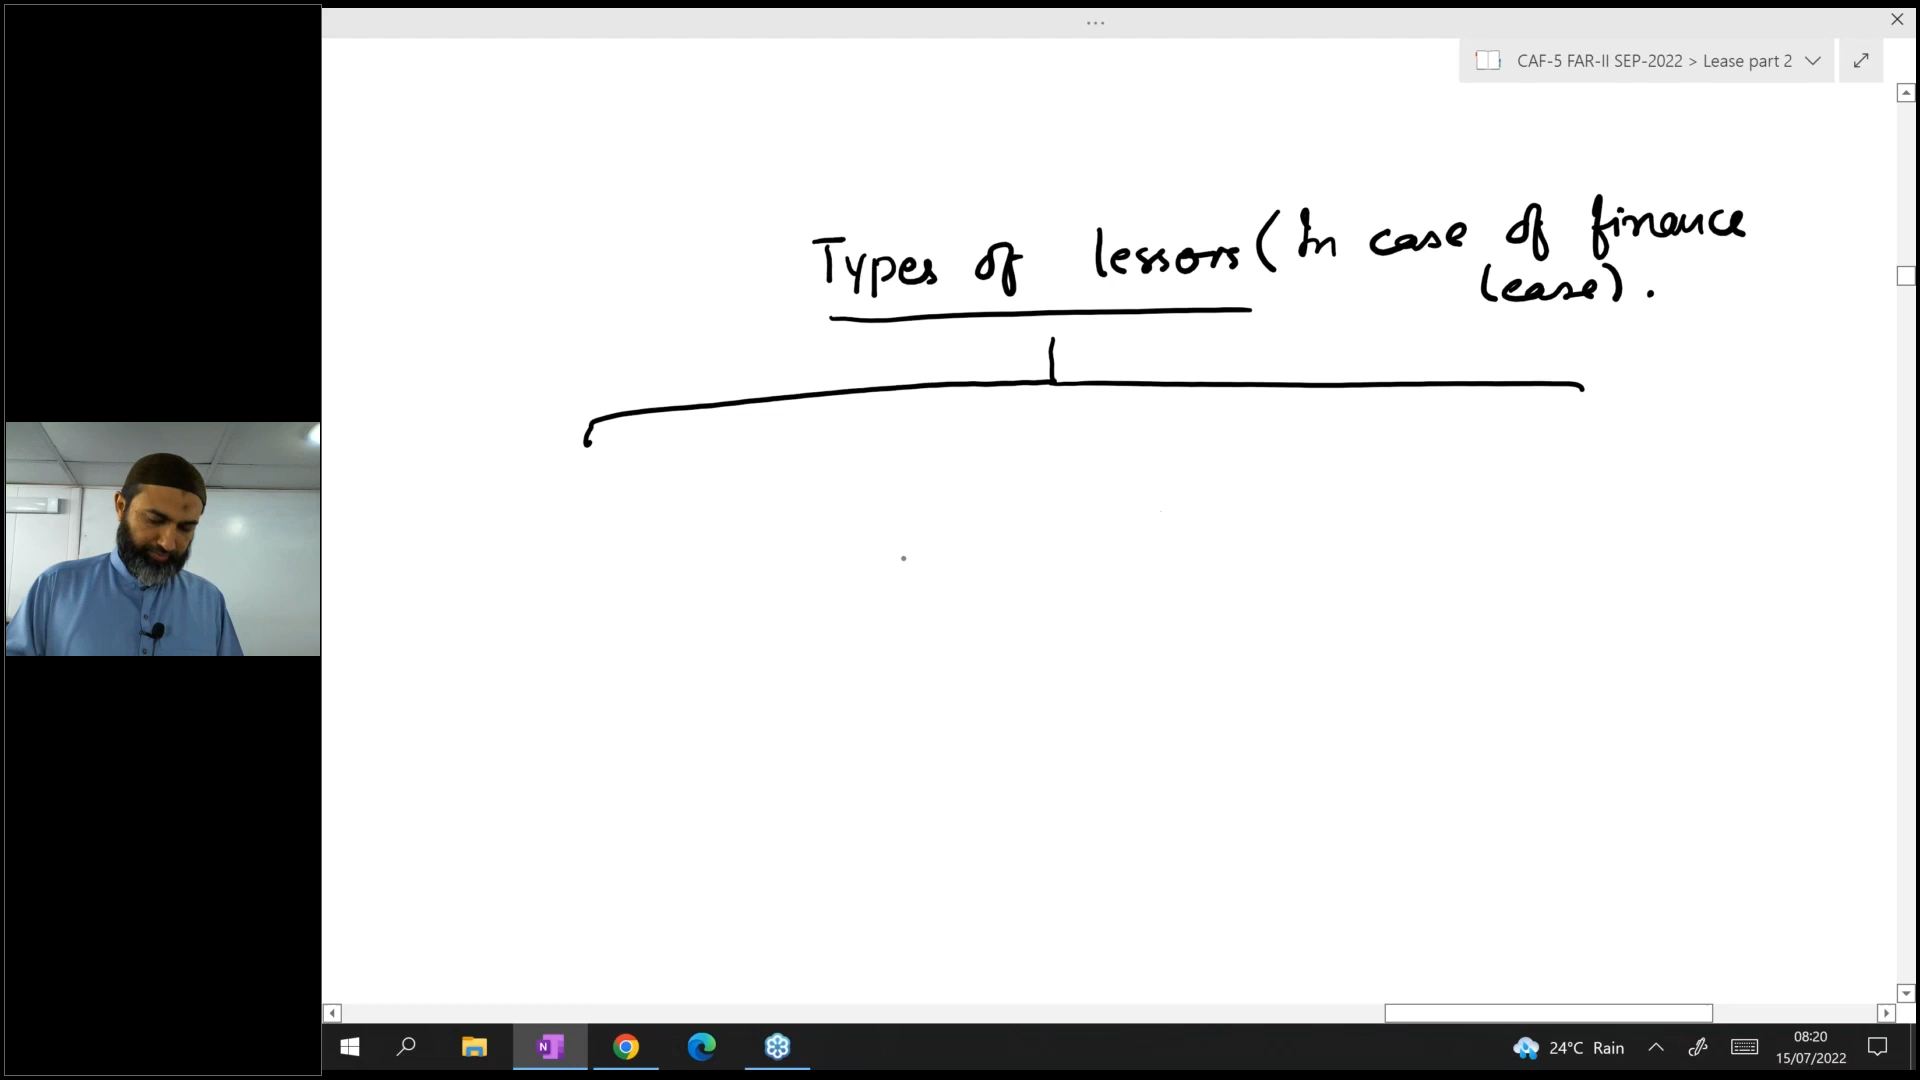 CAF-5 FAR-II SEP-2022 > Lease part 2
Types of lessors (In case of finance
lease).
N
24°C Rain
08:20
15/07/2022